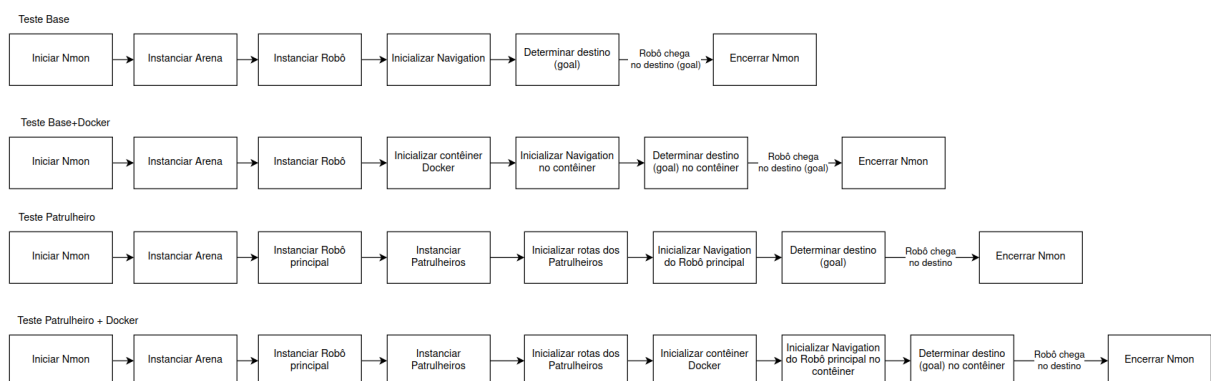 Teste Base
Iniciar Nmon
Instanciar Arena
Instanciar Robô
Inicializar Navigation
Determinar destino
(goal)
Robô chega
no destino (goal)
Encerrar Nmon
Teste Base+Docker
Iniciar Nmon
Instanciar Arena
Instanciar Robô
Inicializar contêiner
Docker
Inicializar Navigation
no contêiner
Determinar destino
(goal) no contêiner
Robô chega
no destino (goal)
Encerrar Nmon
Teste Patrulheiro
Iniciar Nmon
Instanciar Arena
Instanciar Robô
principal
Instanciar
Patrulheiros
Inicializar rotas dos
Patrulheiros
Inicializar Navigation
do Robô principal
Determinar destino
(goal)
Robô chega
no destino
Encerrar Nmon
Teste Patrulheiro + Docker
Iniciar Nmon
Instanciar Arena
Instanciar Robô
principal
Instanciar
Patrulheiros
Inicializar rotas dos
Patrulheiros
Inicializar contêiner
Docker
Inicializar Navigation
do Robô principal no
contêiner
Determinar destino
(goal) no contêiner
Robô chega
no destino
Encerrar Nmon